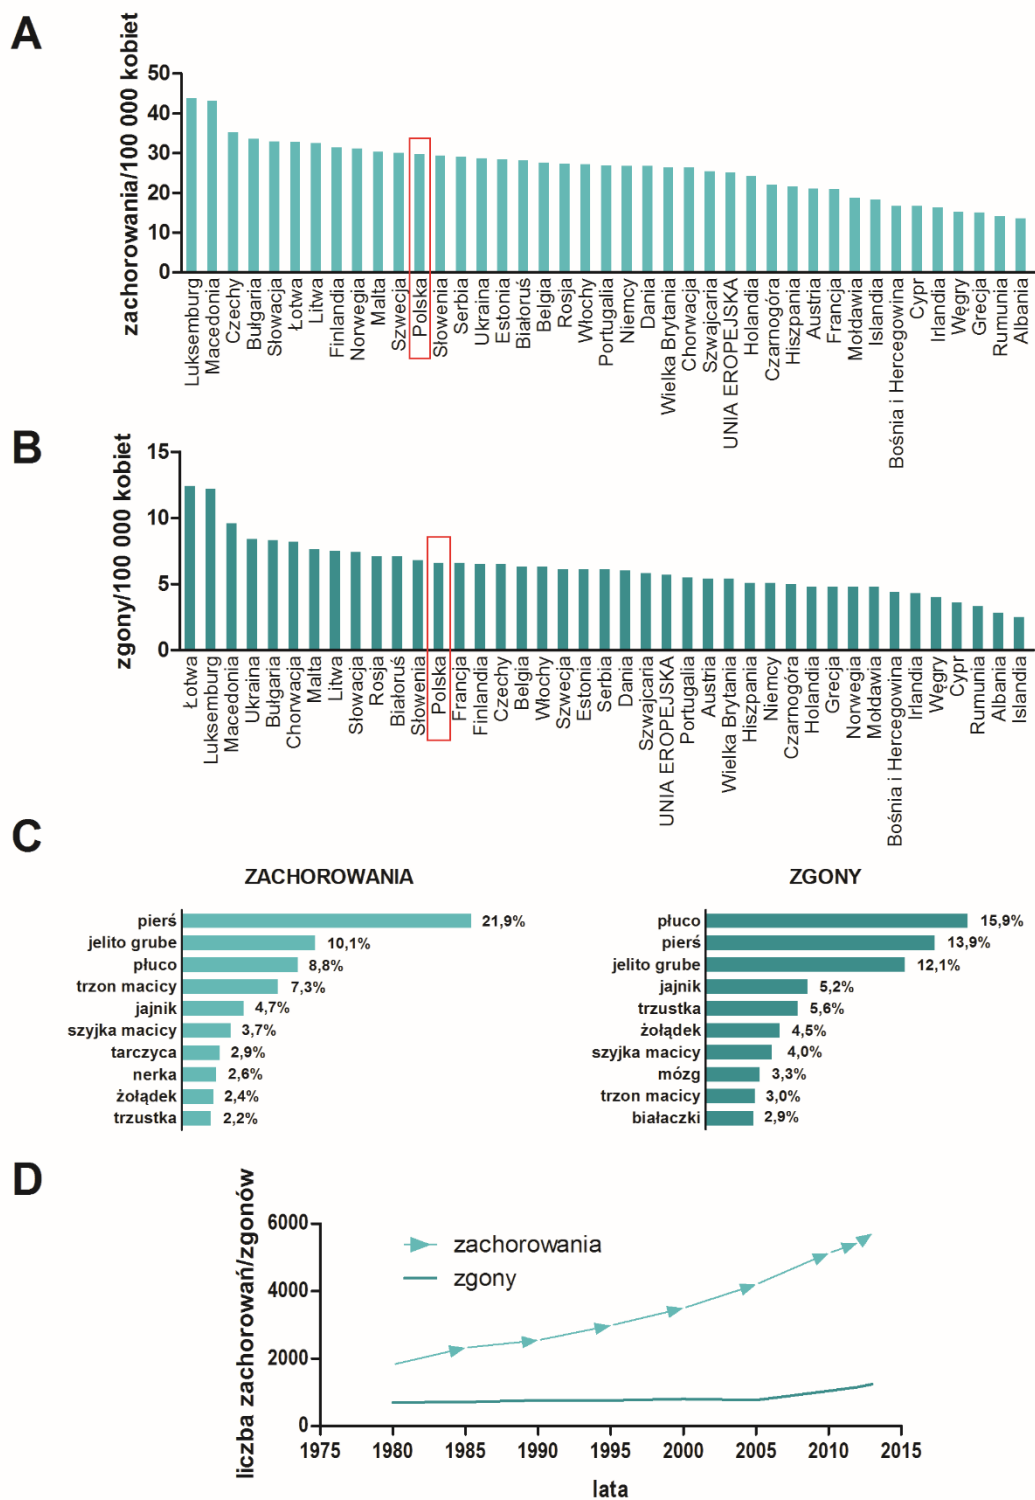 A
zachorowania/100 000 kobiet
50
40
30
20
10
0
Luksemburg
Macedonia
Czechy
Bułgaria
Słowacja
Łotwa
Litwa
Finlandia
Norwegia
Malta
Szwecja
Polska
Słowenia
Serbia
Ukraina
Estonia
Białoruś
Belgia
Rosja
Włochy
Portugalia
Niemcy
Dania
Wielka Brytania
Chorwacja
Szwajcaria
UNIA EROPEJSKA
Holandia
Czarnogóra
Hiszpania
Austria
Francja
Mołdawia
Islandia
Bośnia i Hercegowina
Cypr
Irlandia
Węgry
Grecja
Rumunia
Albania
B
zgony/100 000 kobiet
15
10
5
0
Łotwa
Luksemburg
Macedonia
Ukraina
Bułgaria
Chorwacja
Malta
Litwa
Słowacja
Rosja
Białoruś
Słowenia
Polska
Francja
Finlandia
Czechy
Belgia
Włochy
Szwecja
Estonia
Serbia
Dania
Szwajcaria
UNIA EROPEJSKA
Portugalia
Austria
Wielka Brytania
Hiszpania
Niemcy
Czarnogóra
Holandia
Grecja
Norwegia
Mołdawia
Bośnia i Hercegowina
Irlandia
Węgry
Cypr
Rumunia
Albania
Islandia
C
ZACHOROWANIA
pierś 21,9%
jelito grube 10,1%
płuco 8,8%
trzon macicy 7,3%
jajnik 4,7%
szyjka macicy 3,7%
tarczyca 2,9%
nerka 2,6%
żołądek 2,4%
trzustka 2,2%
ZGONY
płuco 15,9%
pierś 13,9%
jelito grube 12,1%
jajnik 5,2%
trzustka 5,6%
żołądek 4,5%
szyjka macicy 4,0%
mózg 3,3%
trzon macicy 3,0%
białaczki 2,9%
D
liczba zachorowań/zgonów
6000
4000
2000
0
zachorowania
zgony
1975 1980 1985 1990 1995 2000 2005 2010 2015
lata